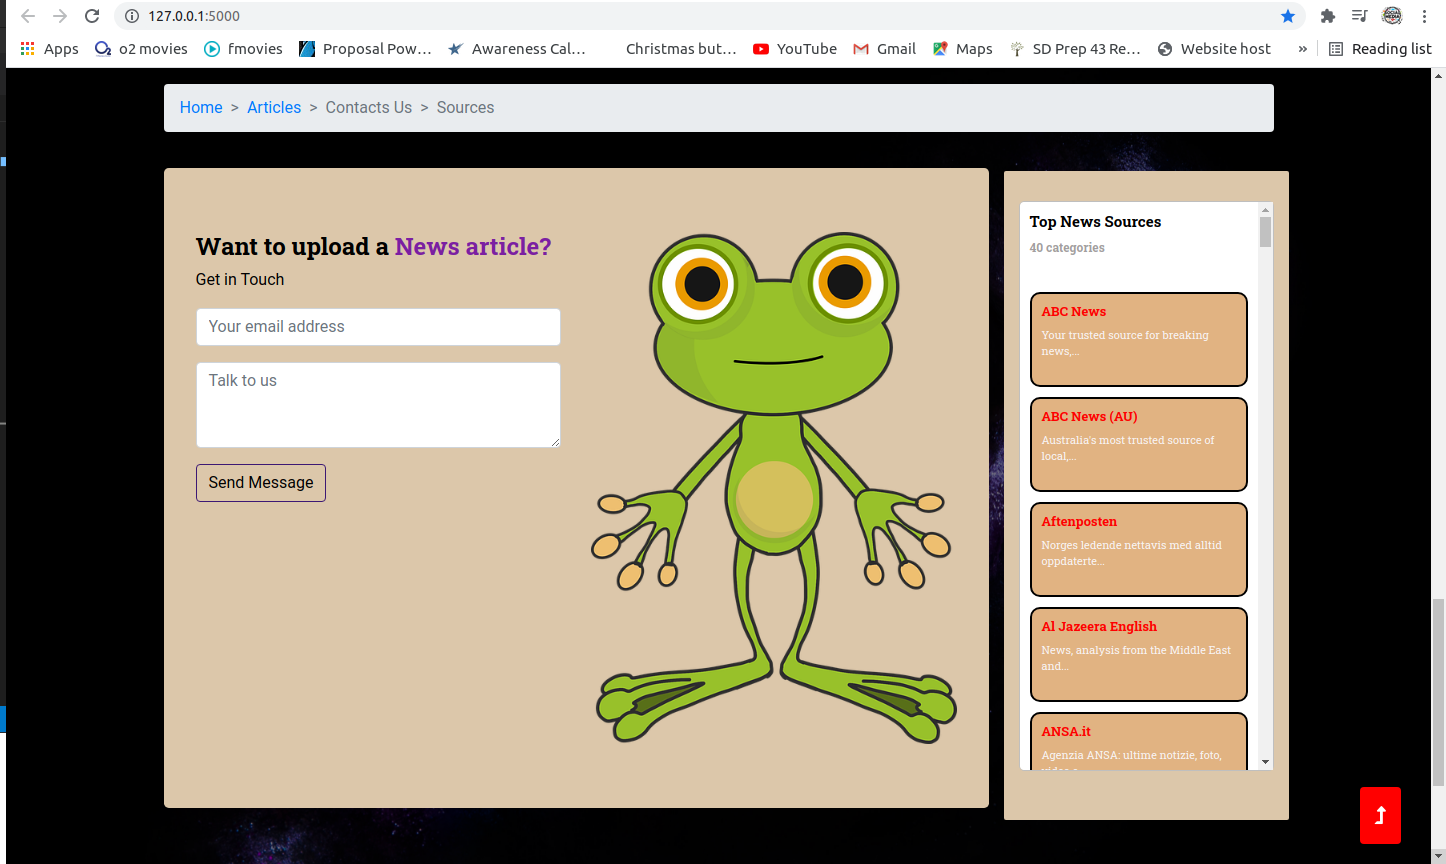 127.0.0.1:5000
Apps o2 movies fmovies Proposal Pow... Awareness Cal... Christmas but... YouTube Gmail Maps SD Prep 43 Re... Website host » Reading list
Home > Articles > Contacts Us > Sources
Want to upload a News article?
Get in Touch
Your email address
Talk to us
Send Message
Top News Sources
40 categories
ABC News
Your trusted source for breaking
news,...
ABC News (AU)
Australia's most trusted source of
local,...
Aftenposten
Norges ledende nettavis med alltid
oppdaterte...
Al Jazeera English
News, analysis from the Middle East
and...
ANSA.it
Agenzia ANSA: ultime notizie, foto,